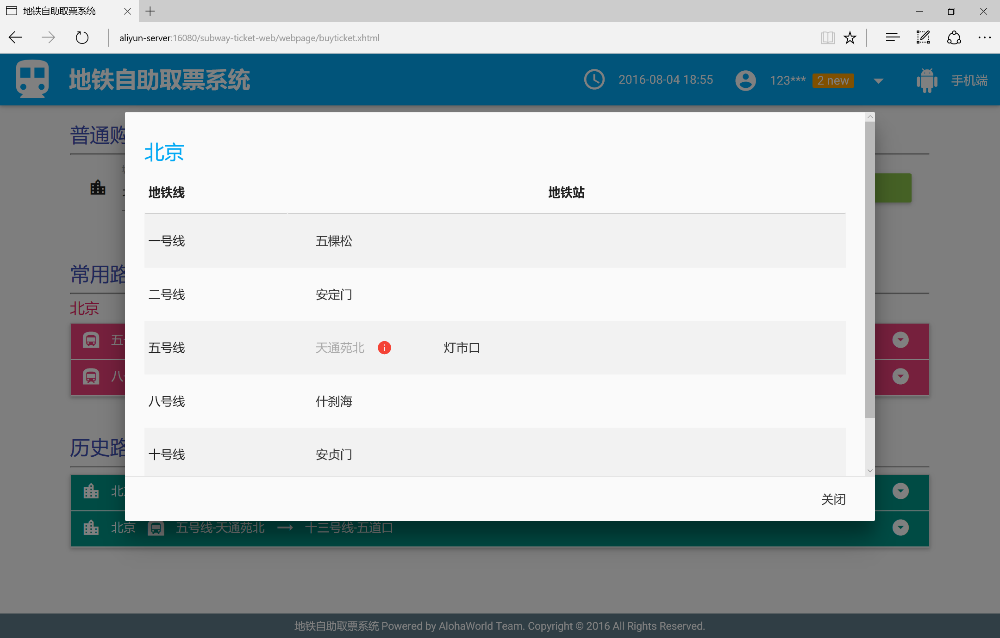 地铁自助取票系统
aliyun-server:16080/subway-ticket-web/webpage/buyticket.xhtml
地铁自助取票系统 2016-08-04 18:55 123*** 2 new 手机端
普通购
北京
地铁线 地铁站
一号线 五棵松
常用路
二号线 安定门
北京
五号线 天通苑北 灯市口
八号线 什刹海
历史路
十号线 安贞门
关闭
北京 五号线-天通苑北 十三号线-五道口
地铁自助取票系统 Powered by AlohaWorld Team. Copyright © 2016 All Rights Reserved.